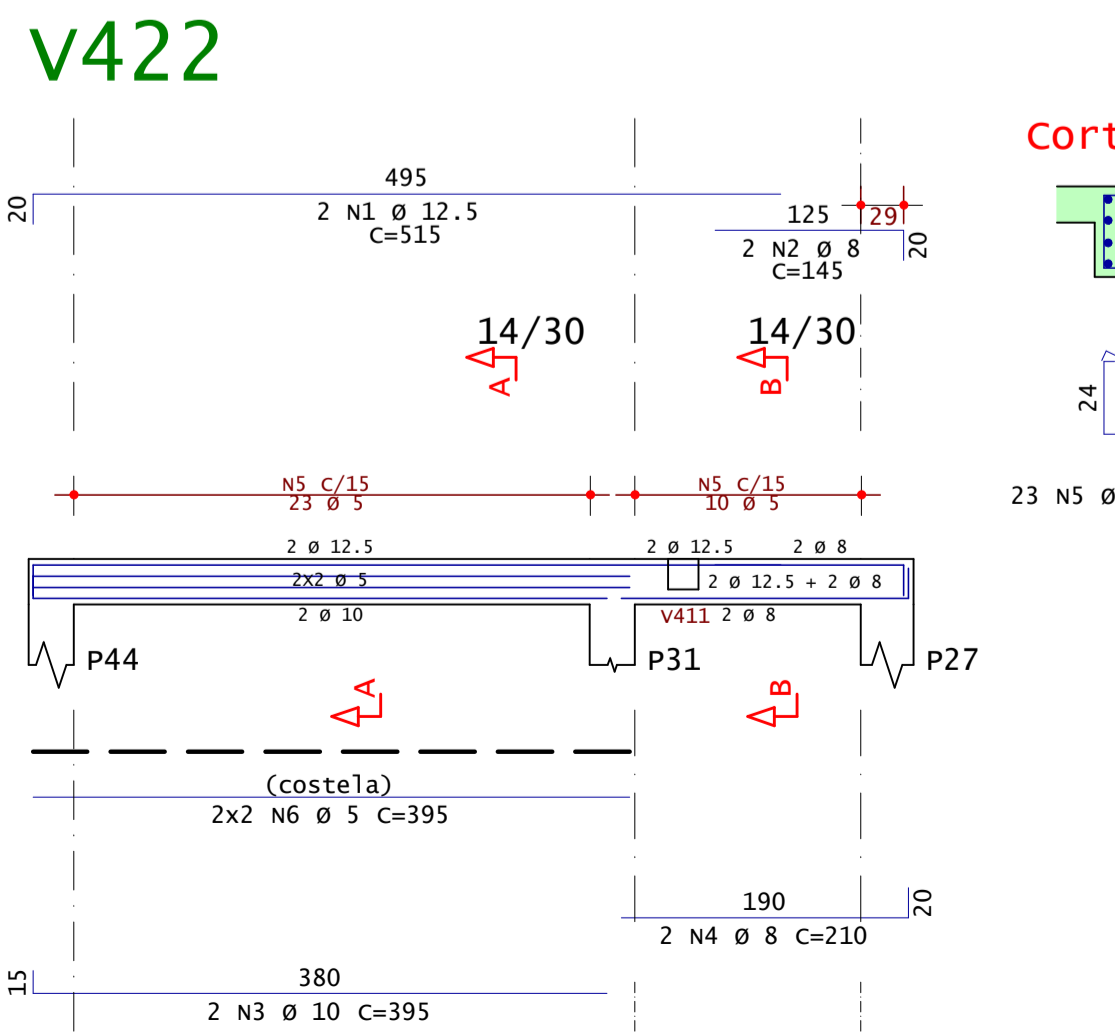 V422
Cort
495
20
2 N1 Ø 12.5
C=515
125
29
20
2 N2 Ø 8
C=145
14/30
14/30
A
B
24
N5 C/15
23 Ø 5
N5 C/15
10 Ø 5
23 N5 Ø
2 Ø 12.5
2 Ø 12.5
2 Ø 8
2X2 Ø 5
2 Ø 12.5 + 2 Ø 8
2 Ø 10
V411
2 Ø 8
P44
P31
P27
A
B
(costela)
2x2 N6 Ø 5 C=395
190
20
2 N4 Ø 8 C=210
380
15
2 N3 Ø 10 C=395